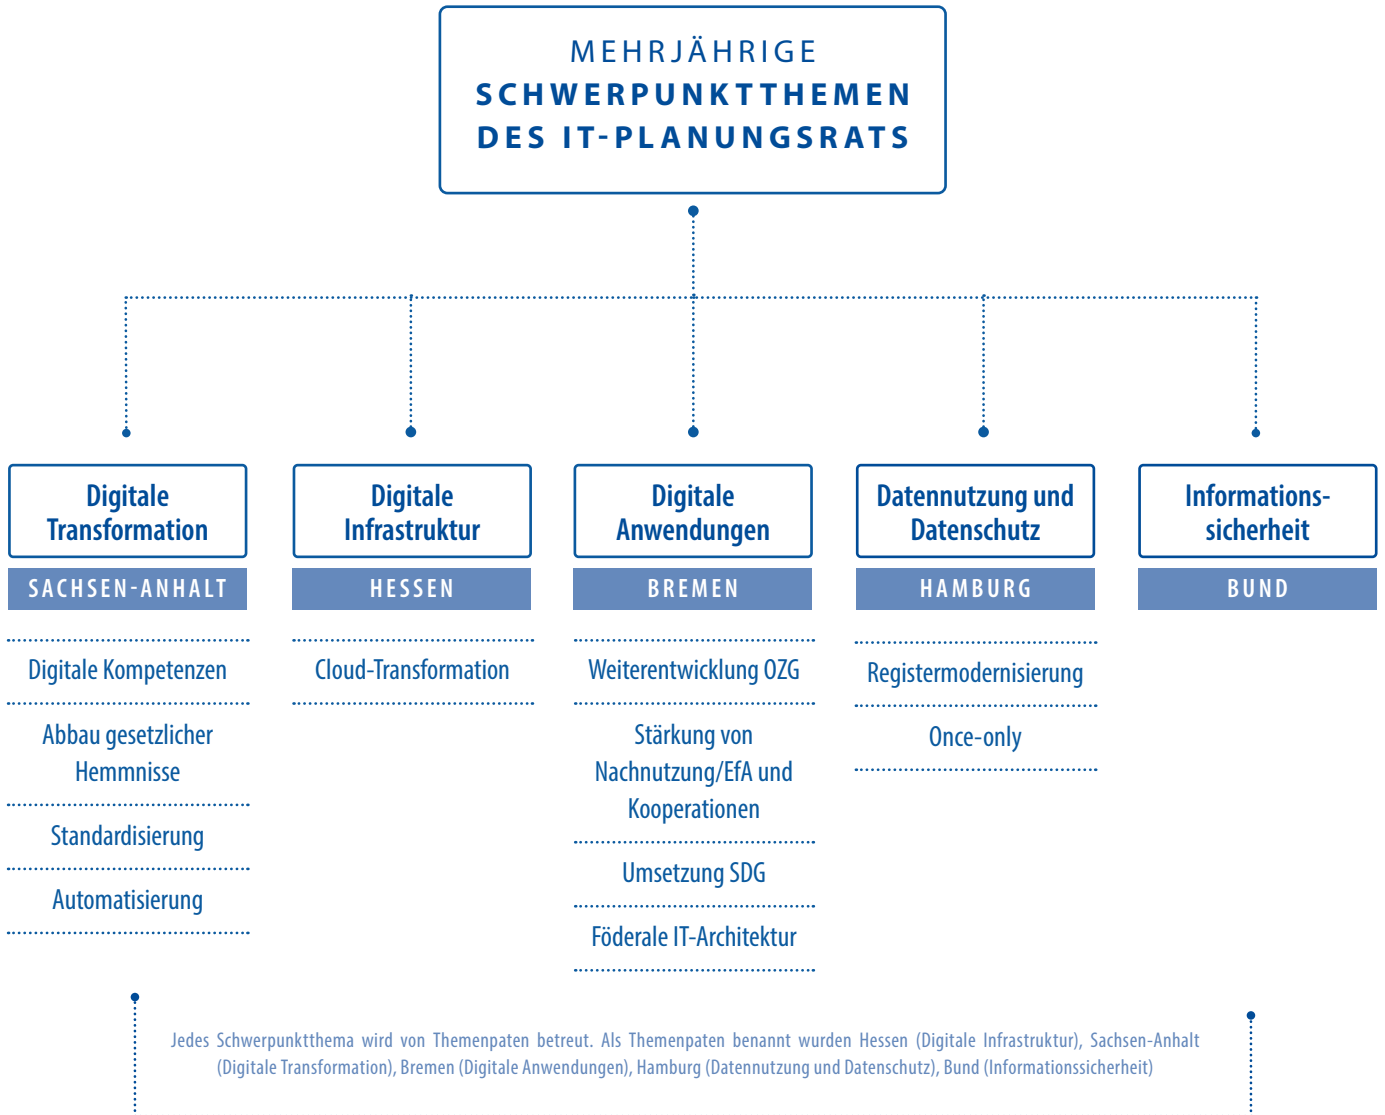 MEHRJÄHRIGE
SCHWERPUNKTTHEMEN
DES IT-PLANUNGSRATS
Digitale
Transformation
SACHSEN-ANHALT
Digitale Kompetenzen
Abbau gesetzlicher
Hemmnisse
Standardisierung
Automatisierung
Digitale
Infrastruktur
HESSEN
Cloud-Transformation
Digitale
Anwendungen
BREMEN
Weiterentwicklung OZG
Stärkung von
Nachnutzung/EfA und
Kooperationen
Umsetzung SDG
Föderale IT-Architektur
Datennutzung und
Datenschutz
HAMBURG
Registermodernisierung
Once-only
Informations-
sicherheit
BUND
Jedes Schwerpunktthema wird von Themenpaten betreut. Als Themenpaten benannt wurden Hessen (Digitale Infrastruktur), Sachsen-Anhalt
(Digitale Transformation), Bremen (Digitale Anwendungen), Hamburg (Datennutzung und Datenschutz), Bund (Informationssicherheit)